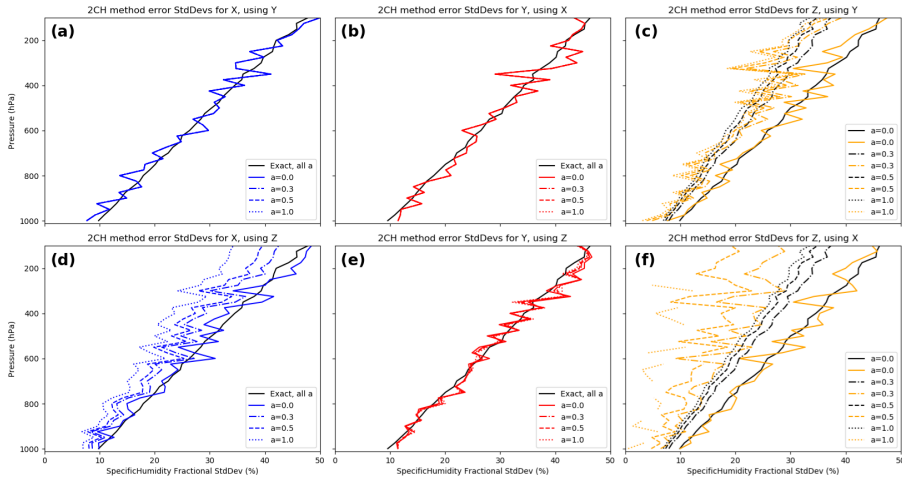 2CH method error StdDevs for X, using Y
2CH method error StdDevs for Y, using X
2CH method error StdDevs for Z, using Y
(a)
(b)
(c)
Pressure (hPa)
200
400
600
800
1000
Exact, all a
a=0.0
a=0.3
a=0.5
a=1.0
Exact, all a
a=0.0
a=0.3
a=0.5
a=1.0
a=0.0
a=0.0
a=0.3
a=0.3
a=0.5
a=0.5
a=1.0
a=1.0
2CH method error StdDevs for X, using Z
2CH method error StdDevs for Y, using Z
2CH method error StdDevs for Z, using X
(d)
(e)
(f)
Pressure (hPa)
200
400
600
800
1000
Exact, all a
a=0.0
a=0.3
a=0.5
a=1.0
Exact, all a
a=0.0
a=0.3
a=0.5
a=1.0
a=0.0
a=0.0
a=0.3
a=0.3
a=0.5
a=0.5
a=1.0
a=1.0
0 10 20 30 40 50
0 10 20 30 40 50
0 10 20 30 40 50
SpecificHumidity Fractional StdDev (%)
SpecificHumidity Fractional StdDev (%)
SpecificHumidity Fractional StdDev (%)